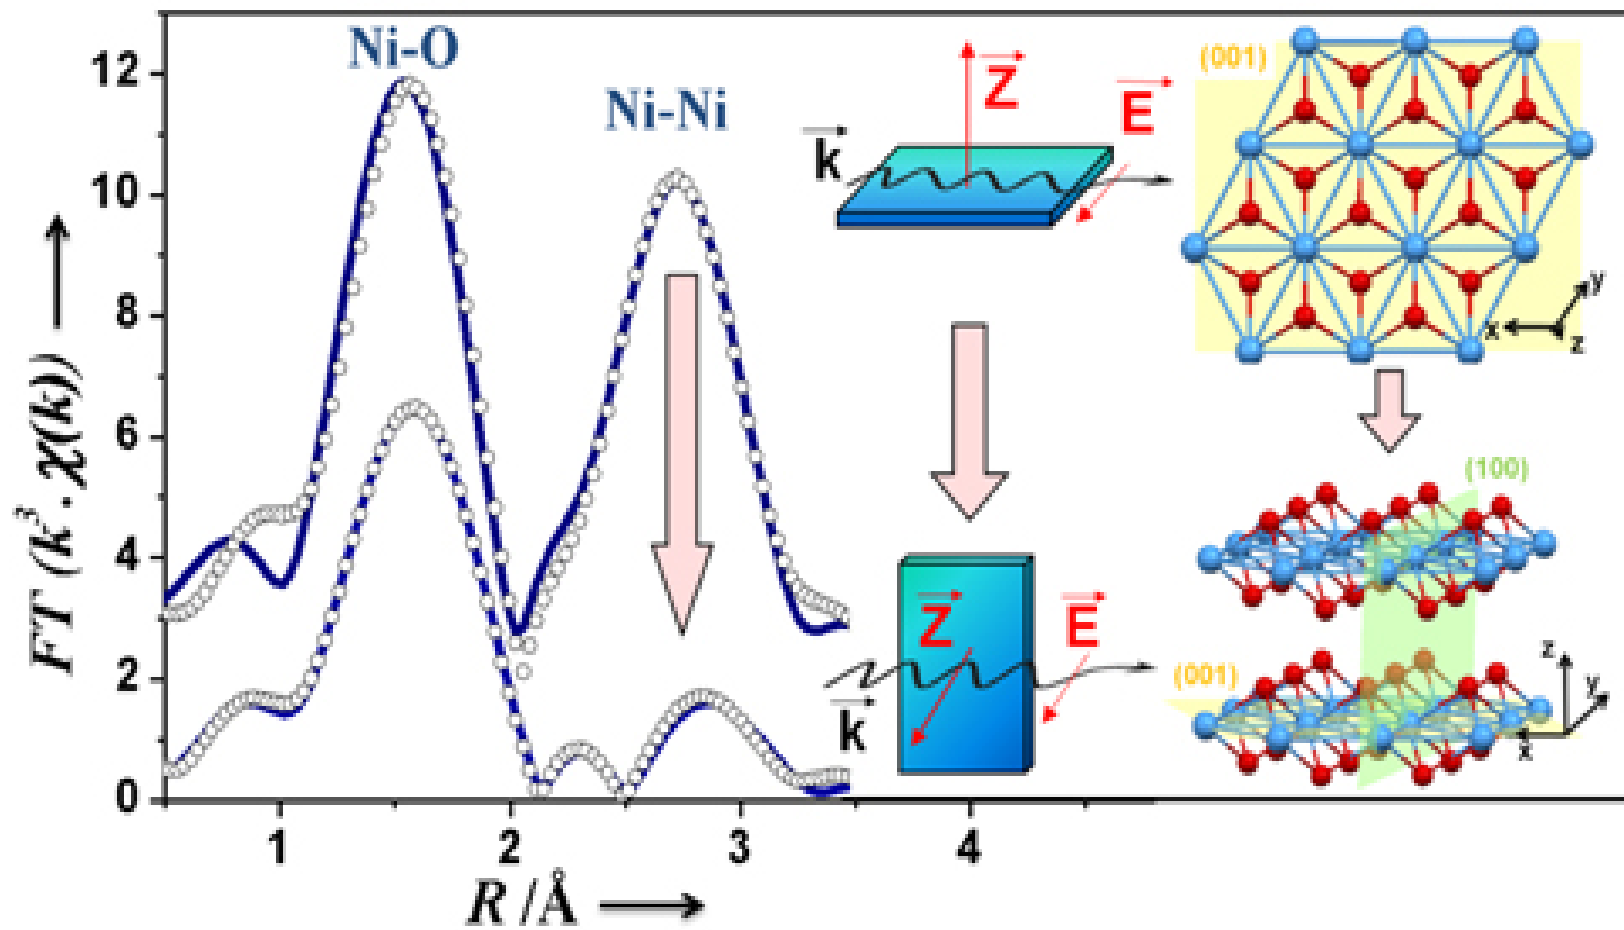 Ni-O
Ni-Ni
FT (k³ . χ(k))
12
10
8
6
4
2
0
1
2
3
4
R /Å
Z
E
k
(001)
y
x
z
Z
E
k
(100)
(001)
z
y
x